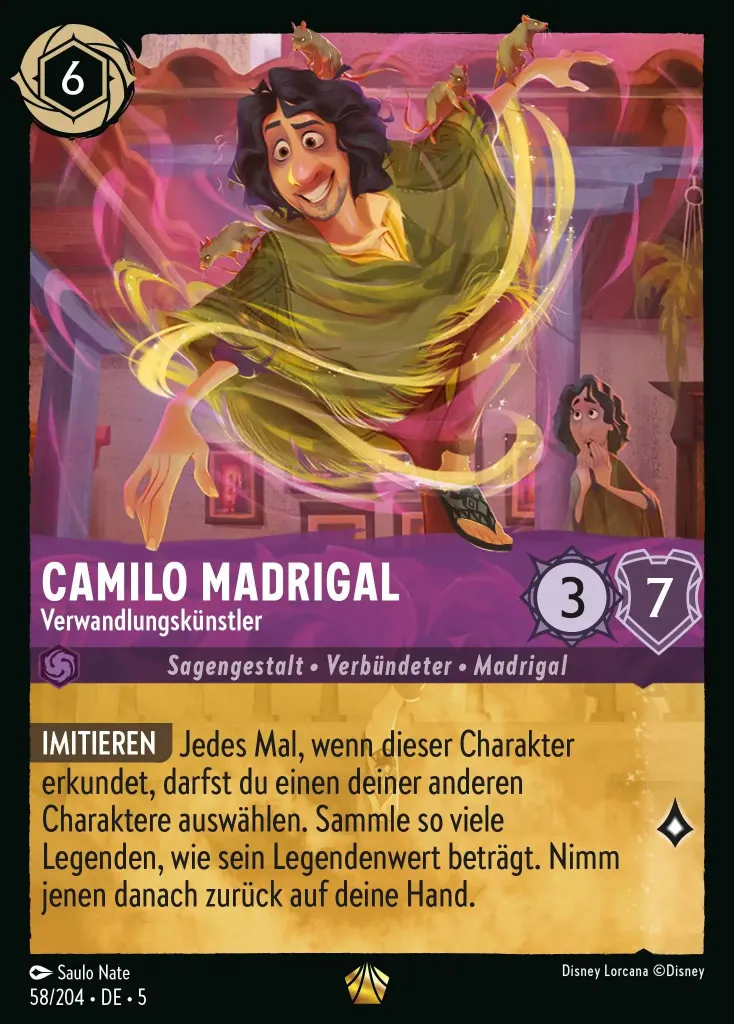 6
CAMILO MADRIGAL
Verwandlungskünstler
3
7
Sagengestalt • Verbündeter • Madrigal
IMITIEREN Jedes Mal, wenn dieser Charakter
erkundet, darfst du einen deiner anderen
Charaktere auswählen. Sammle so viele
Legenden, wie sein Legendenwert beträgt. Nimm
jenen danach zurück auf deine Hand.
Saulo Nate
Disney Lorcana ©Disney
58/204 • DE • 5